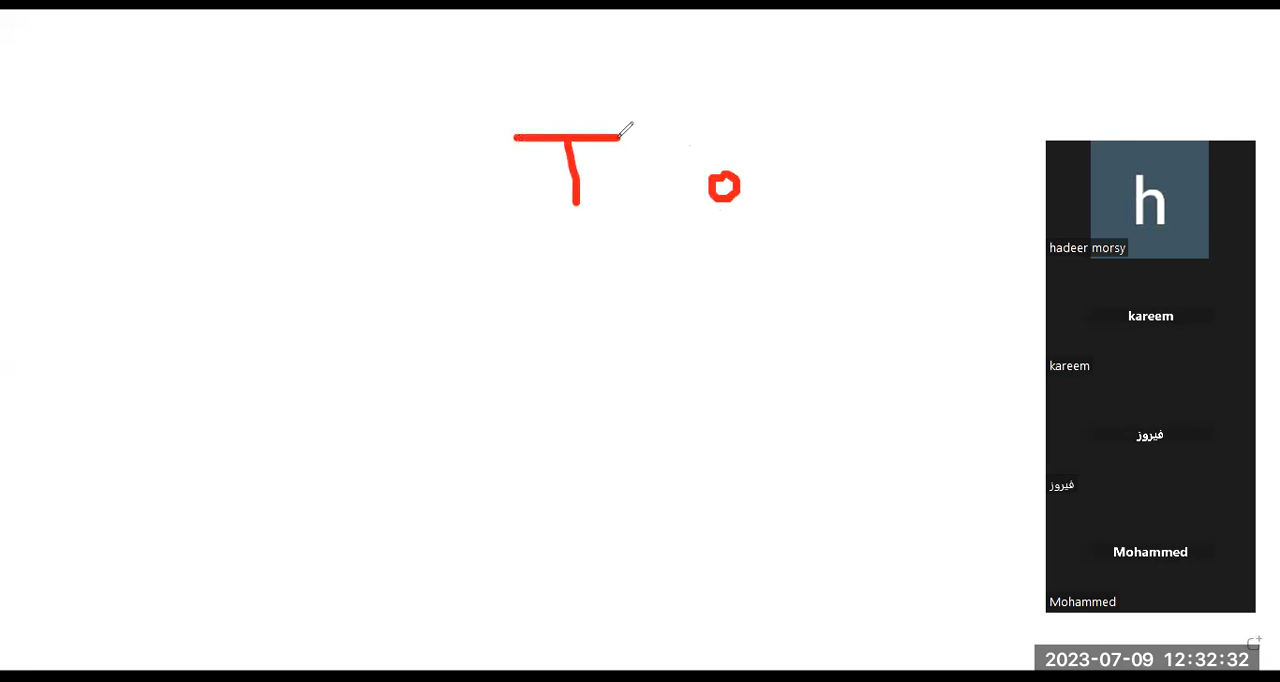 T o
h
hadeer morsy
kareem
kareem
فيروز
فيروز
Mohammed
Mohammed
2023-07-09 12:32:32